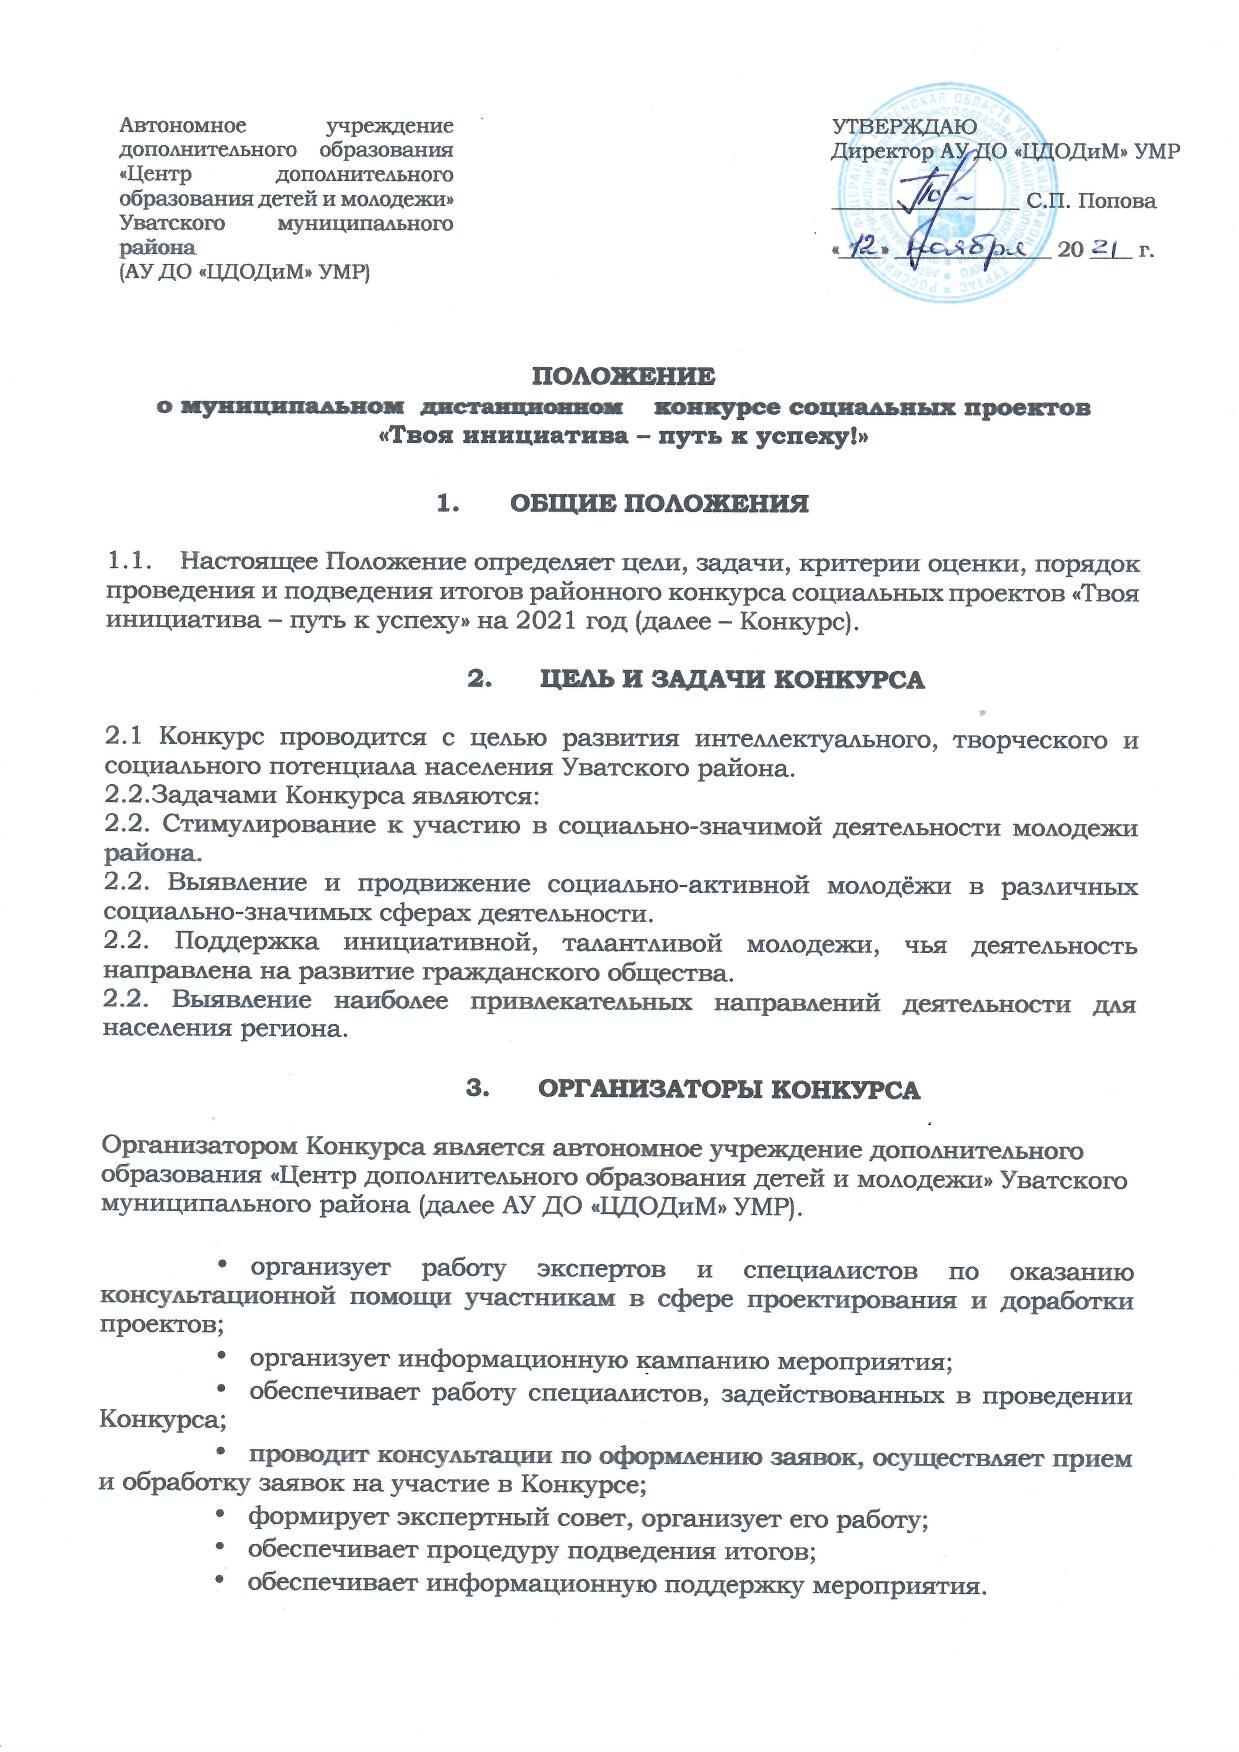 Автономное учреждение
дополнительного образования
«Центр дополнительного
образования детей и молодежи»
Уватского муниципального
района
(АУ ДО «ЦДОДиМ» УМР)
УТВЕРЖДАЮ
Директор АУ ДО «ЦДОДиМ» УМР
С.П. Попова
« 12 » ноября 20 21 г.
ПОЛОЖЕНИЕ
о муниципальном дистанционном конкурсе социальных проектов
«Твоя инициатива – путь к успеху!»
1. ОБЩИЕ ПОЛОЖЕНИЯ
1.1. Настоящее Положение определяет цели, задачи, критерии оценки, порядок
проведения и подведения итогов районного конкурса социальных проектов «Твоя
инициатива – путь к успеху» на 2021 год (далее – Конкурс).
2. ЦЕЛЬ И ЗАДАЧИ КОНКУРСА
2.1 Конкурс проводится с целью развития интеллектуального, творческого и
социального потенциала населения Уватского района.
2.2.Задачами Конкурса являются:
2.2. Стимулирование к участию в социально-значимой деятельности молодежи
района.
2.2. Выявление и продвижение социально-активной молодёжи в различных
социально-значимых сферах деятельности.
2.2. Поддержка инициативной, талантливой молодежи, чья деятельность
направлена на развитие гражданского общества.
2.2. Выявление наиболее привлекательных направлений деятельности для
населения региона.
3. ОРГАНИЗАТОРЫ КОНКУРСА
Организатором Конкурса является автономное учреждение дополнительного
образования «Центр дополнительного образования детей и молодежи» Уватского
муниципального района (далее АУ ДО «ЦДОДиМ» УМР).
• организует работу экспертов и специалистов по оказанию
консультационной помощи участникам в сфере проектирования и доработки
проектов;
• организует информационную кампанию мероприятия;
• обеспечивает работу специалистов, задействованных в проведении
Конкурса;
• проводит консультации по оформлению заявок, осуществляет прием
и обработку заявок на участие в Конкурсе;
• формирует экспертный совет, организует его работу;
• обеспечивает процедуру подведения итогов;
• обеспечивает информационную поддержку мероприятия.